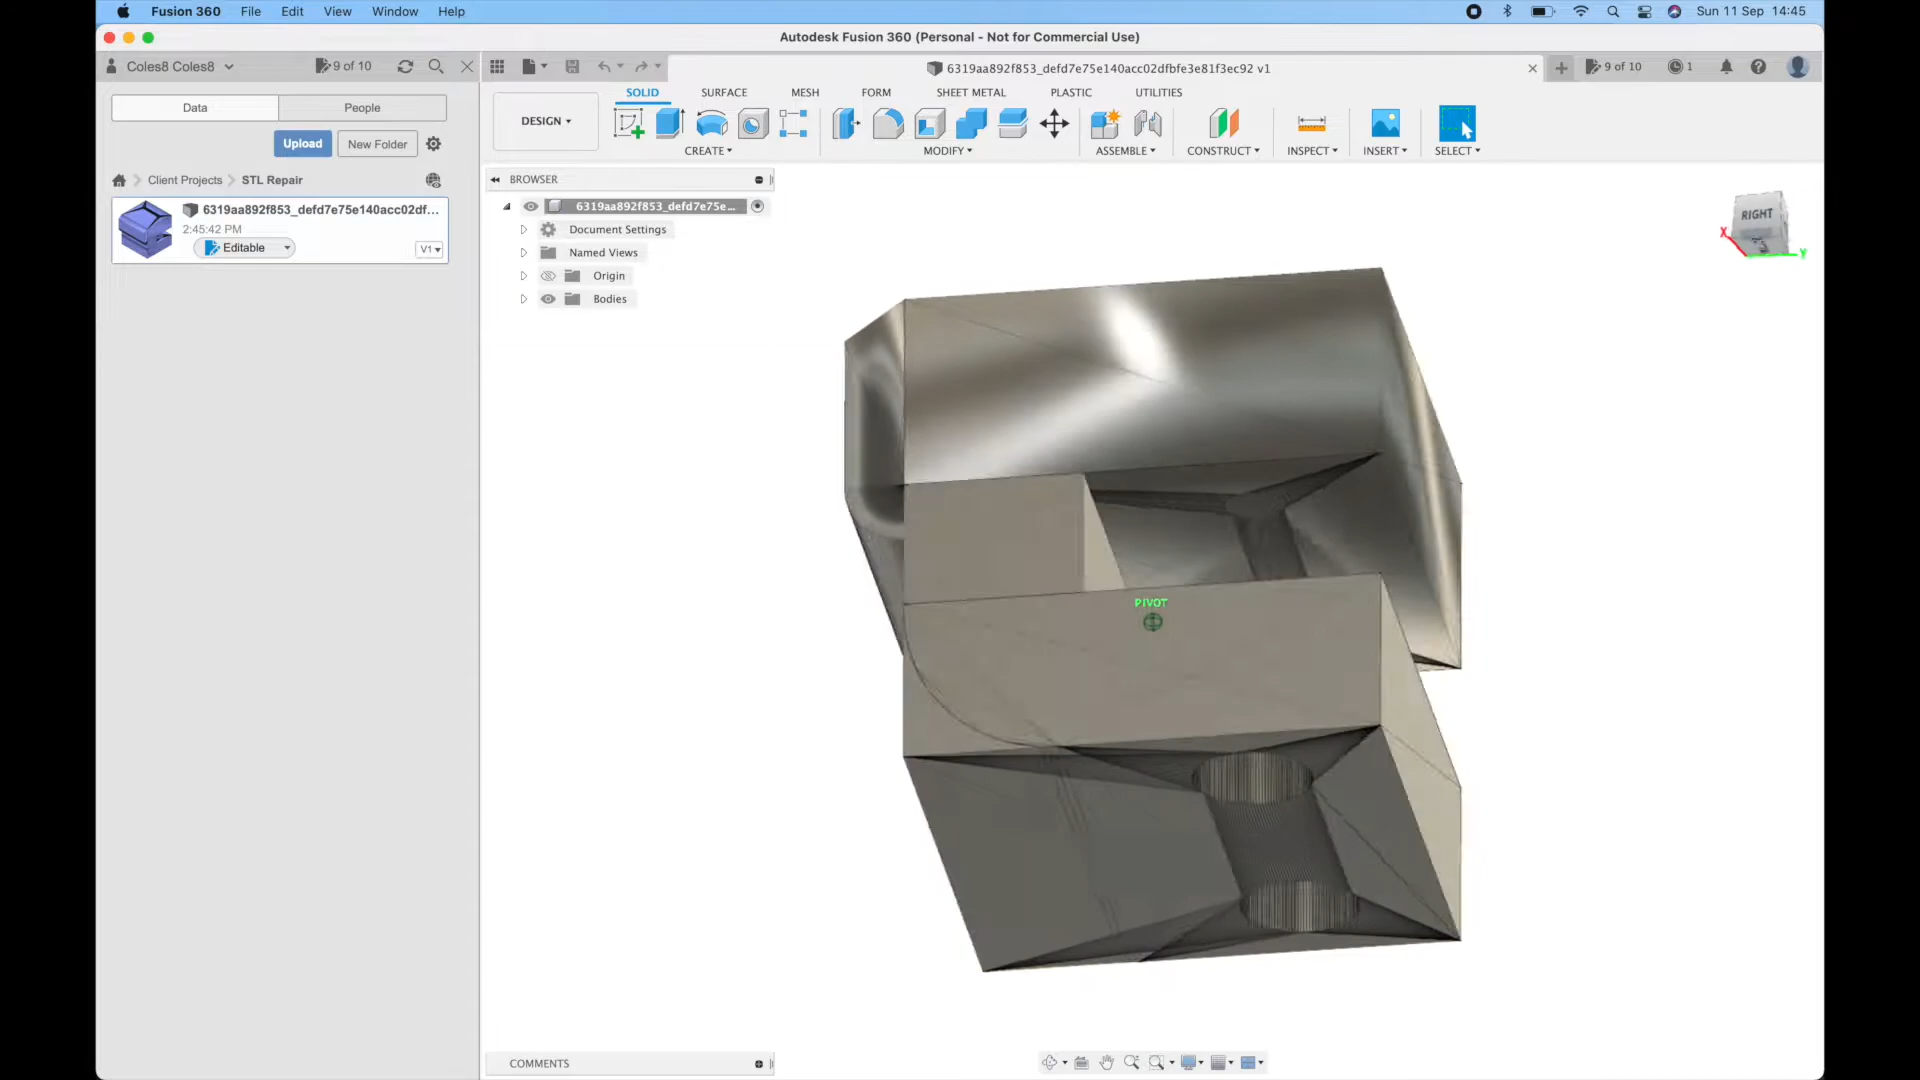 Fusion 360 File Edit View Window Help
Sun 11 Sep 14:45
Autodesk Fusion 360 (Personal - Not for Commercial Use)
Coles8 Coles8
9 of 10
6319aa892f853_defd7e75e140acc02dfbfe3e81f3ec92 v1
9 of 10
1
Data
People
SOLID
SURFACE
MESH
FORM
SHEET METAL
PLASTIC
UTILITIES
DESIGN
Upload
New Folder
CREATE
MODIFY
ASSEMBLE
CONSTRUCT
INSPECT
INSERT
SELECT
Client Projects
STL Repair
BROWSER
6319aa892f853_defd7e75e140acc02df...
2:45:42 PM
Editable
V1
6319aa892f853_defd7e75e...
Document Settings
Named Views
Origin
Bodies
RIGHT
X
Y
PIVOT
COMMENTS